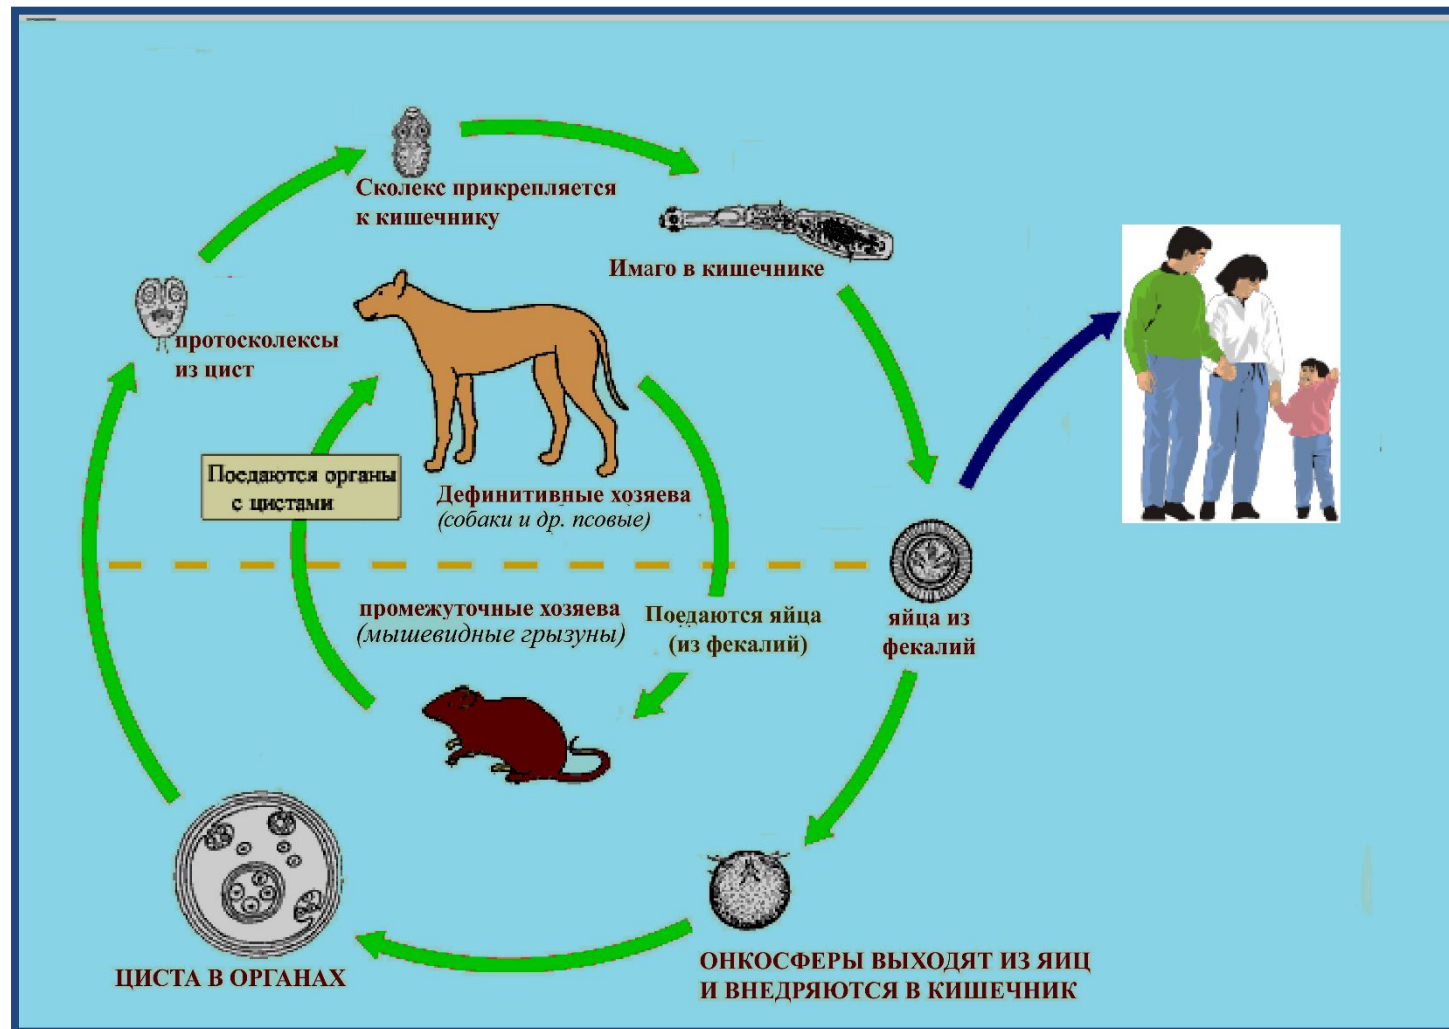 Сколекс прикрепляется
к кишечнику
Имаго в кишечнике
протосколексы
из цист
Поедаются органы
с цистами
Дефинитивные хозяева
(собаки и др. псовые)
промежуточные хозяева
(мышевидные грызуны)
Поедаются яйца
(из фекалий)
яйца из
фекалий
ЦИСТА В ОРГАНАХ
ОНКОСФЕРЫ ВЫХОДЯТ ИЗ ЯИЦ
И ВНЕДРЯЮТСЯ В КИШЕЧНИК